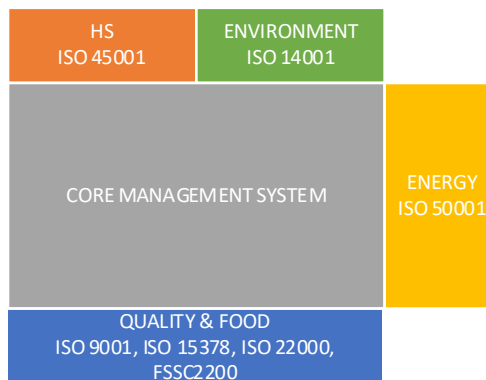 HS
ISO 45001
ENVIRONMENT
ISO 14001
CORE MANAGEMENT SYSTEM
ENERGY
ISO 50001
QUALITY & FOOD
ISO 9001, ISO 15378, ISO 22000,
FSSC2200